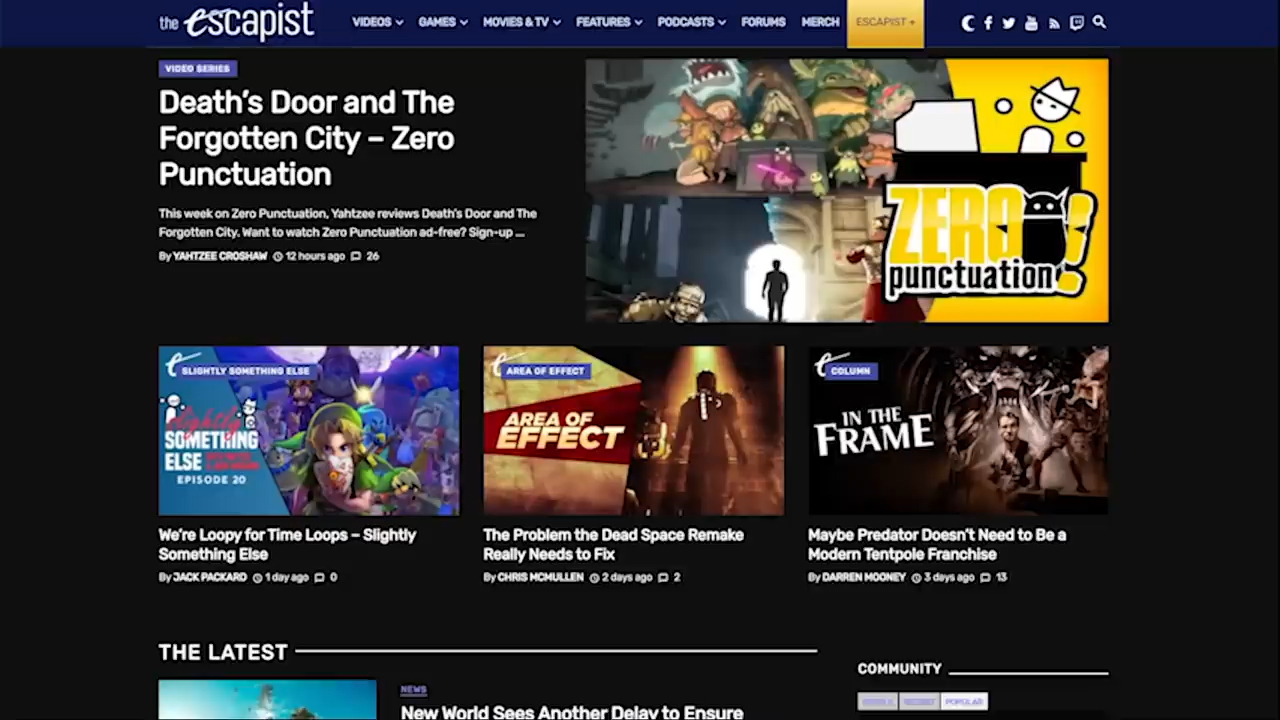 the escapist
VIDEOS GAMES MOVIES & TV FEATURES PODCASTS FORUMS MERCH ESCAPIST +
VIDEO SERIES
Death's Door and The
Forgotten City – Zero
Punctuation
This week on Zero Punctuation, Yahtzee reviews Death's Door and The
Forgotten City. Want to watch Zero Punctuation ad-free? Sign-up ...
By YAHTZEE CROSHAW 12 hours ago 26
ZERO
punctuation
SLIGHTLY SOMETHING ELSE
Slightly
SOMETHING
ELSE
EPISODE 20
We're Loopy for Time Loops – Slightly
Something Else
By JACK PACKARD 1 day ago 0
AREA OF EFFECT
AREA OF
EFFECT
The Problem the Dead Space Remake
Really Needs to Fix
By CHRIS MCMULLEN 2 days ago 2
COLUMN
IN THE
FRAME
Maybe Predator Doesn't Need to Be a
Modern Tentpole Franchise
By DARREN MOONEY 3 days ago 13
THE LATEST
NEWS
New World Sees Another Delay to Ensure
COMMUNITY
POPULAR